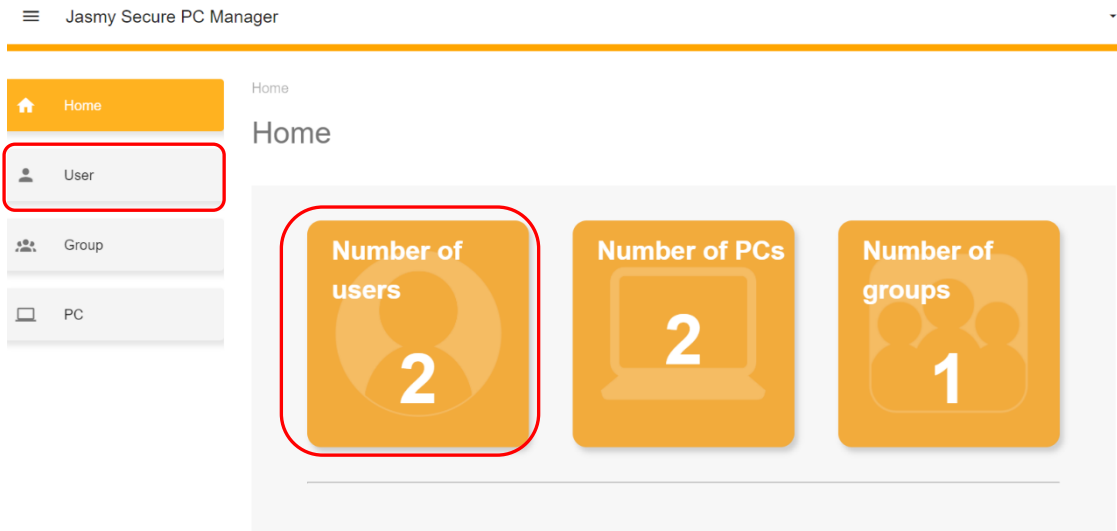 Jasmy Secure PC Manager
Home
User
Group
PC
Home
Home
Number of
users
2
Number of PCs
2
Number of
groups
1